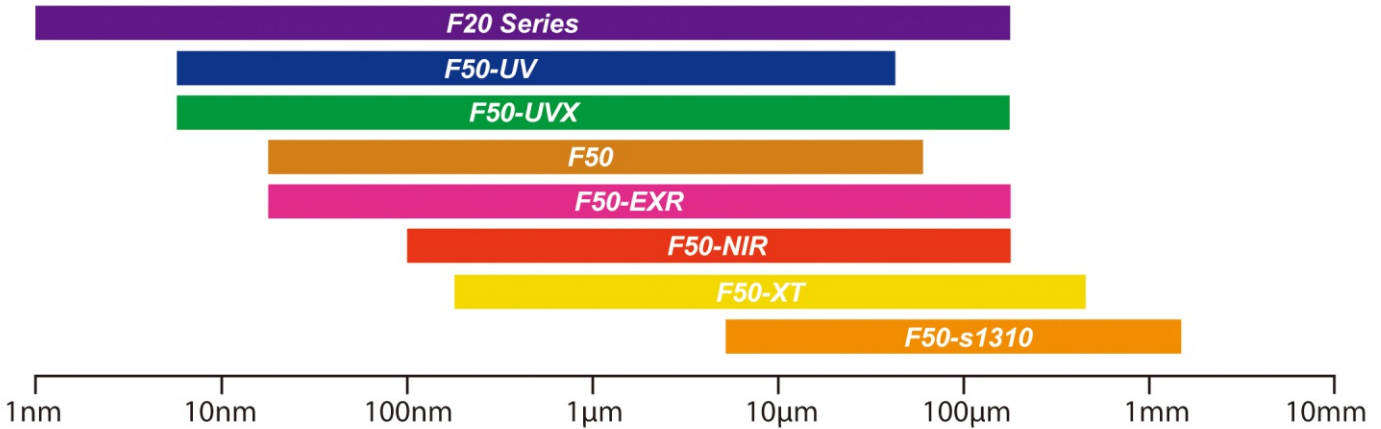 F20 Series
F50-UV
F50-UVX
F50
F50-EXR
F50-NIR
F50-XT
F50-s1310
1nm 10nm 100nm 1μm 10μm 100μm 1mm 10mm